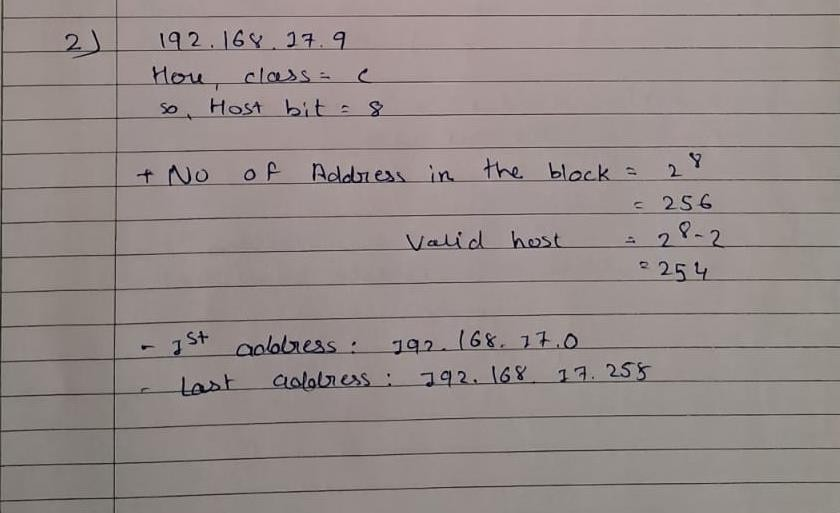 2) 192.168.17.9
Here, class = C
so, Host bit = 8
+ No of Address in the block = 2^8
= 256
Valid host = 2^8-2
= 254
- 1st address : 192.168.17.0
- Last address : 192.168.17.255